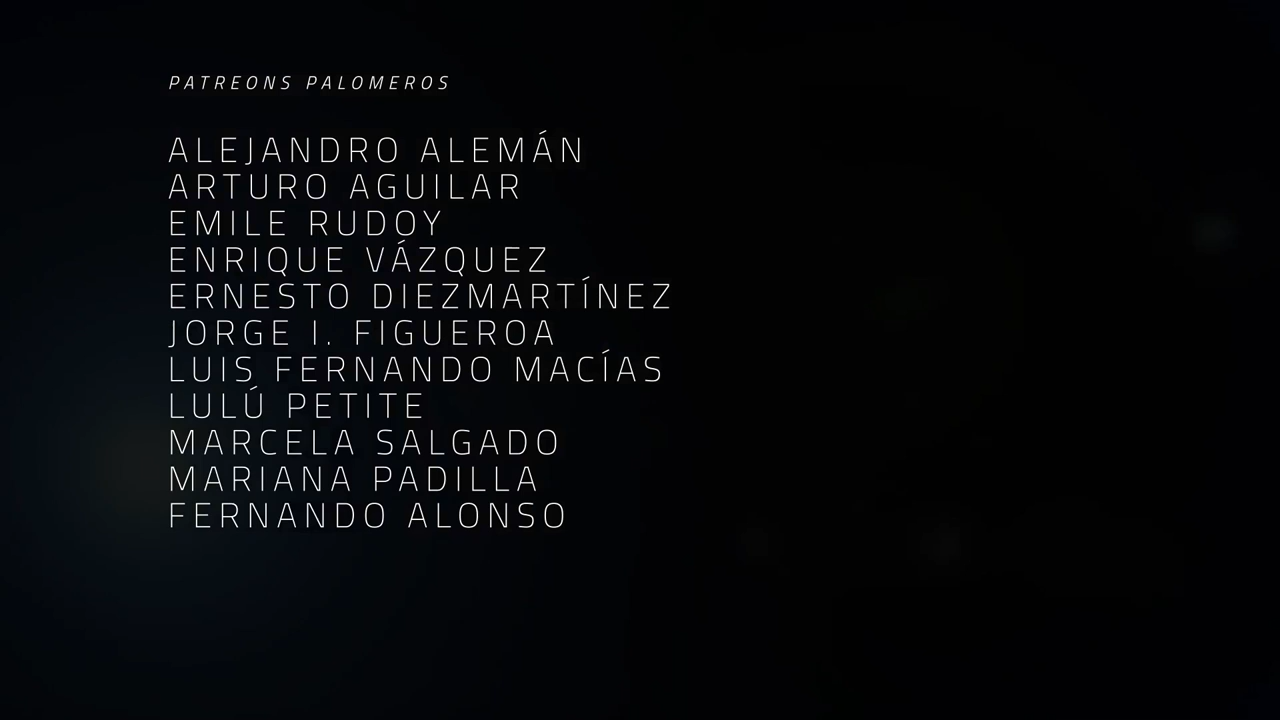 PATREONS PALOMEROS
ALEJANDRO ALEMÁN
ARTURO AGUILAR
EMILE RUDOY
ENRIQUE VÁZQUEZ
ERNESTO DIEZMARTÍNEZ
JORGE I. FIGUEROA
LUIS FERNANDO MACÍAS
LULÚ PETITE
MARCELA SALGADO
MARIANA PADILLA
FERNANDO ALONSO